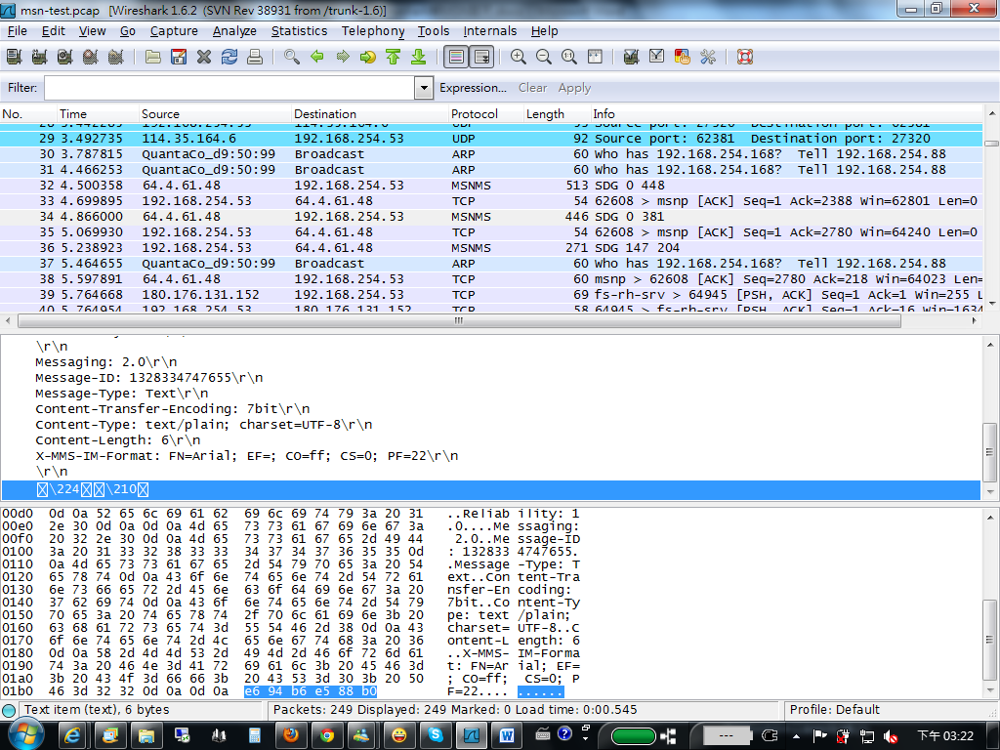 msn-test.pcap [Wireshark 1.6.2 (SVN Rev 38931 from /trunk-1.6)]
File Edit View Go Capture Analyze Statistics Telephony Tools Internals Help
Filter: Expression... Clear Apply
No. Time Source Destination Protocol Length Info
28 3.442285 192.168.254.53 114.35.164.6 UDP 95 Source port: 27320 Destination port: 62381
29 3.492735 114.35.164.6 192.168.254.53 UDP 92 Source port: 62381 Destination port: 27320
30 3.787815 QuantaCo_d9:50:99 Broadcast ARP 60 Who has 192.168.254.168? Tell 192.168.254.88
31 4.466253 QuantaCo_d9:50:99 Broadcast ARP 60 Who has 192.168.254.168? Tell 192.168.254.88
32 4.500358 64.4.61.48 192.168.254.53 MSNMS 513 SDG 0 448
33 4.699895 192.168.254.53 64.4.61.48 TCP 54 62608 > msnp [ACK] Seq=1 Ack=2388 Win=62801 Len=0
34 4.866000 64.4.61.48 192.168.254.53 MSNMS 446 SDG 0 381
35 5.069930 192.168.254.53 64.4.61.48 TCP 54 62608 > msnp [ACK] Seq=1 Ack=2780 Win=64240 Len=0
36 5.238923 192.168.254.53 64.4.61.48 MSNMS 271 SDG 147 204
37 5.464655 QuantaCo_d9:50:99 Broadcast ARP 60 Who has 192.168.254.168? Tell 192.168.254.88
38 5.597891 64.4.61.48 192.168.254.53 TCP 60 msnp > 62608 [ACK] Seq=2780 Ack=218 Win=64023 Len=
39 5.764668 180.176.131.152 192.168.254.53 TCP 69 fs-rh-srv > 64945 [PSH, ACK] Seq=1 Ack=1 Win=255 L
40 5.764954 192.168.254.53 180.176.131.152 TCP 58 64945 > fs-rh-srv [PSH, ACK] Seq=1 Ack=16 Win=1634
\r\n
Messaging: 2.0\r\n
Message-ID: 1328334747655\r\n
Message-Type: Text\r\n
Content-Transfer-Encoding: 7bit\r\n
Content-Type: text/plain; charset=UTF-8\r\n
Content-Length: 6\r\n
X-MMS-IM-Format: FN=Arial; EF=; CO=ff; CS=0; PF=22\r\n
\r\n
\224\210
00d0 0d 0a 52 65 6c 69 61 62 69 6c 69 74 79 3a 20 31 ..Reliab ility: 1
00e0 2e 30 0d 0a 0d 0a 4d 65 73 73 61 67 69 6e 67 3a .0....Me ssaging:
00f0 20 32 2e 30 0d 0a 4d 65 73 73 61 67 65 2d 49 44 2.0..Me ssage-ID
0100 3a 20 31 33 32 38 33 33 34 37 34 37 36 35 35 0d : 132833 4747655.
0110 0a 4d 65 73 73 61 67 65 2d 54 79 70 65 3a 20 54 .Message -Type: T
0120 65 78 74 0d 0a 43 6f 6e 74 65 6e 74 2d 54 72 61 ext..Con tent-Tra
0130 6e 73 66 65 72 2d 45 6e 63 6f 64 69 6e 67 3a 20 nsfer-En coding:
0140 37 62 69 74 0d 0a 43 6f 6e 74 65 6e 74 2d 54 79 7bit..Co ntent-Ty
0150 70 65 3a 20 74 65 78 74 2f 70 6c 61 69 6e 3b 20 pe: text /plain;
0160 63 68 61 72 73 65 74 3d 55 54 46 2d 38 0d 0a 43 charset= UTF-8..C
0170 6f 6e 74 65 6e 74 2d 4c 65 6e 67 74 68 3a 20 36 ontent-L ength: 6
0180 0d 0a 58 2d 4d 4d 53 2d 49 4d 2d 46 6f 72 6d 61 ..X-MMS- IM-Forma
0190 74 3a 20 46 4e 3d 41 72 69 61 6c 3b 20 45 46 3d t: FN=Ar ial; EF=
01a0 3b 20 43 4f 3d 66 66 3b 20 43 53 3d 30 3b 20 50 ; CO=ff; CS=0; P
01b0 46 3d 32 32 0d 0a 0d 0a e6 94 b6 e5 88 b0 F=22.... ......
Text item (text), 6 bytes Packets: 249 Displayed: 249 Marked: 0 Load time: 0:00.545 Profile: Default
下午 03:22